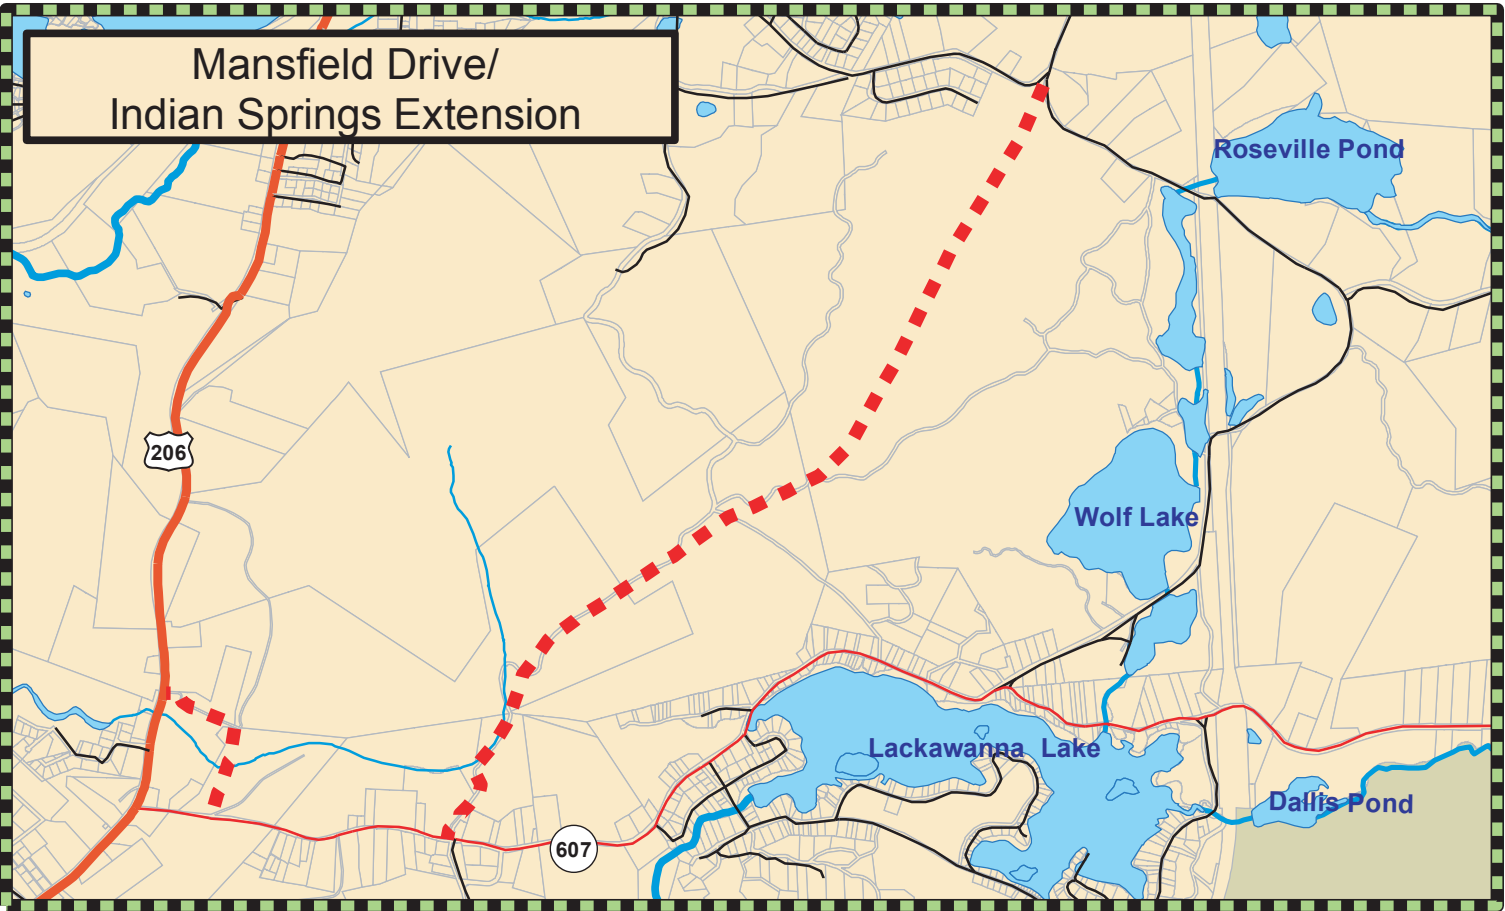 Mansfield Drive/
Indian Springs Extension
Roseville Pond
206
Wolf Lake
Lackawanna Lake
Dallis Pond
607